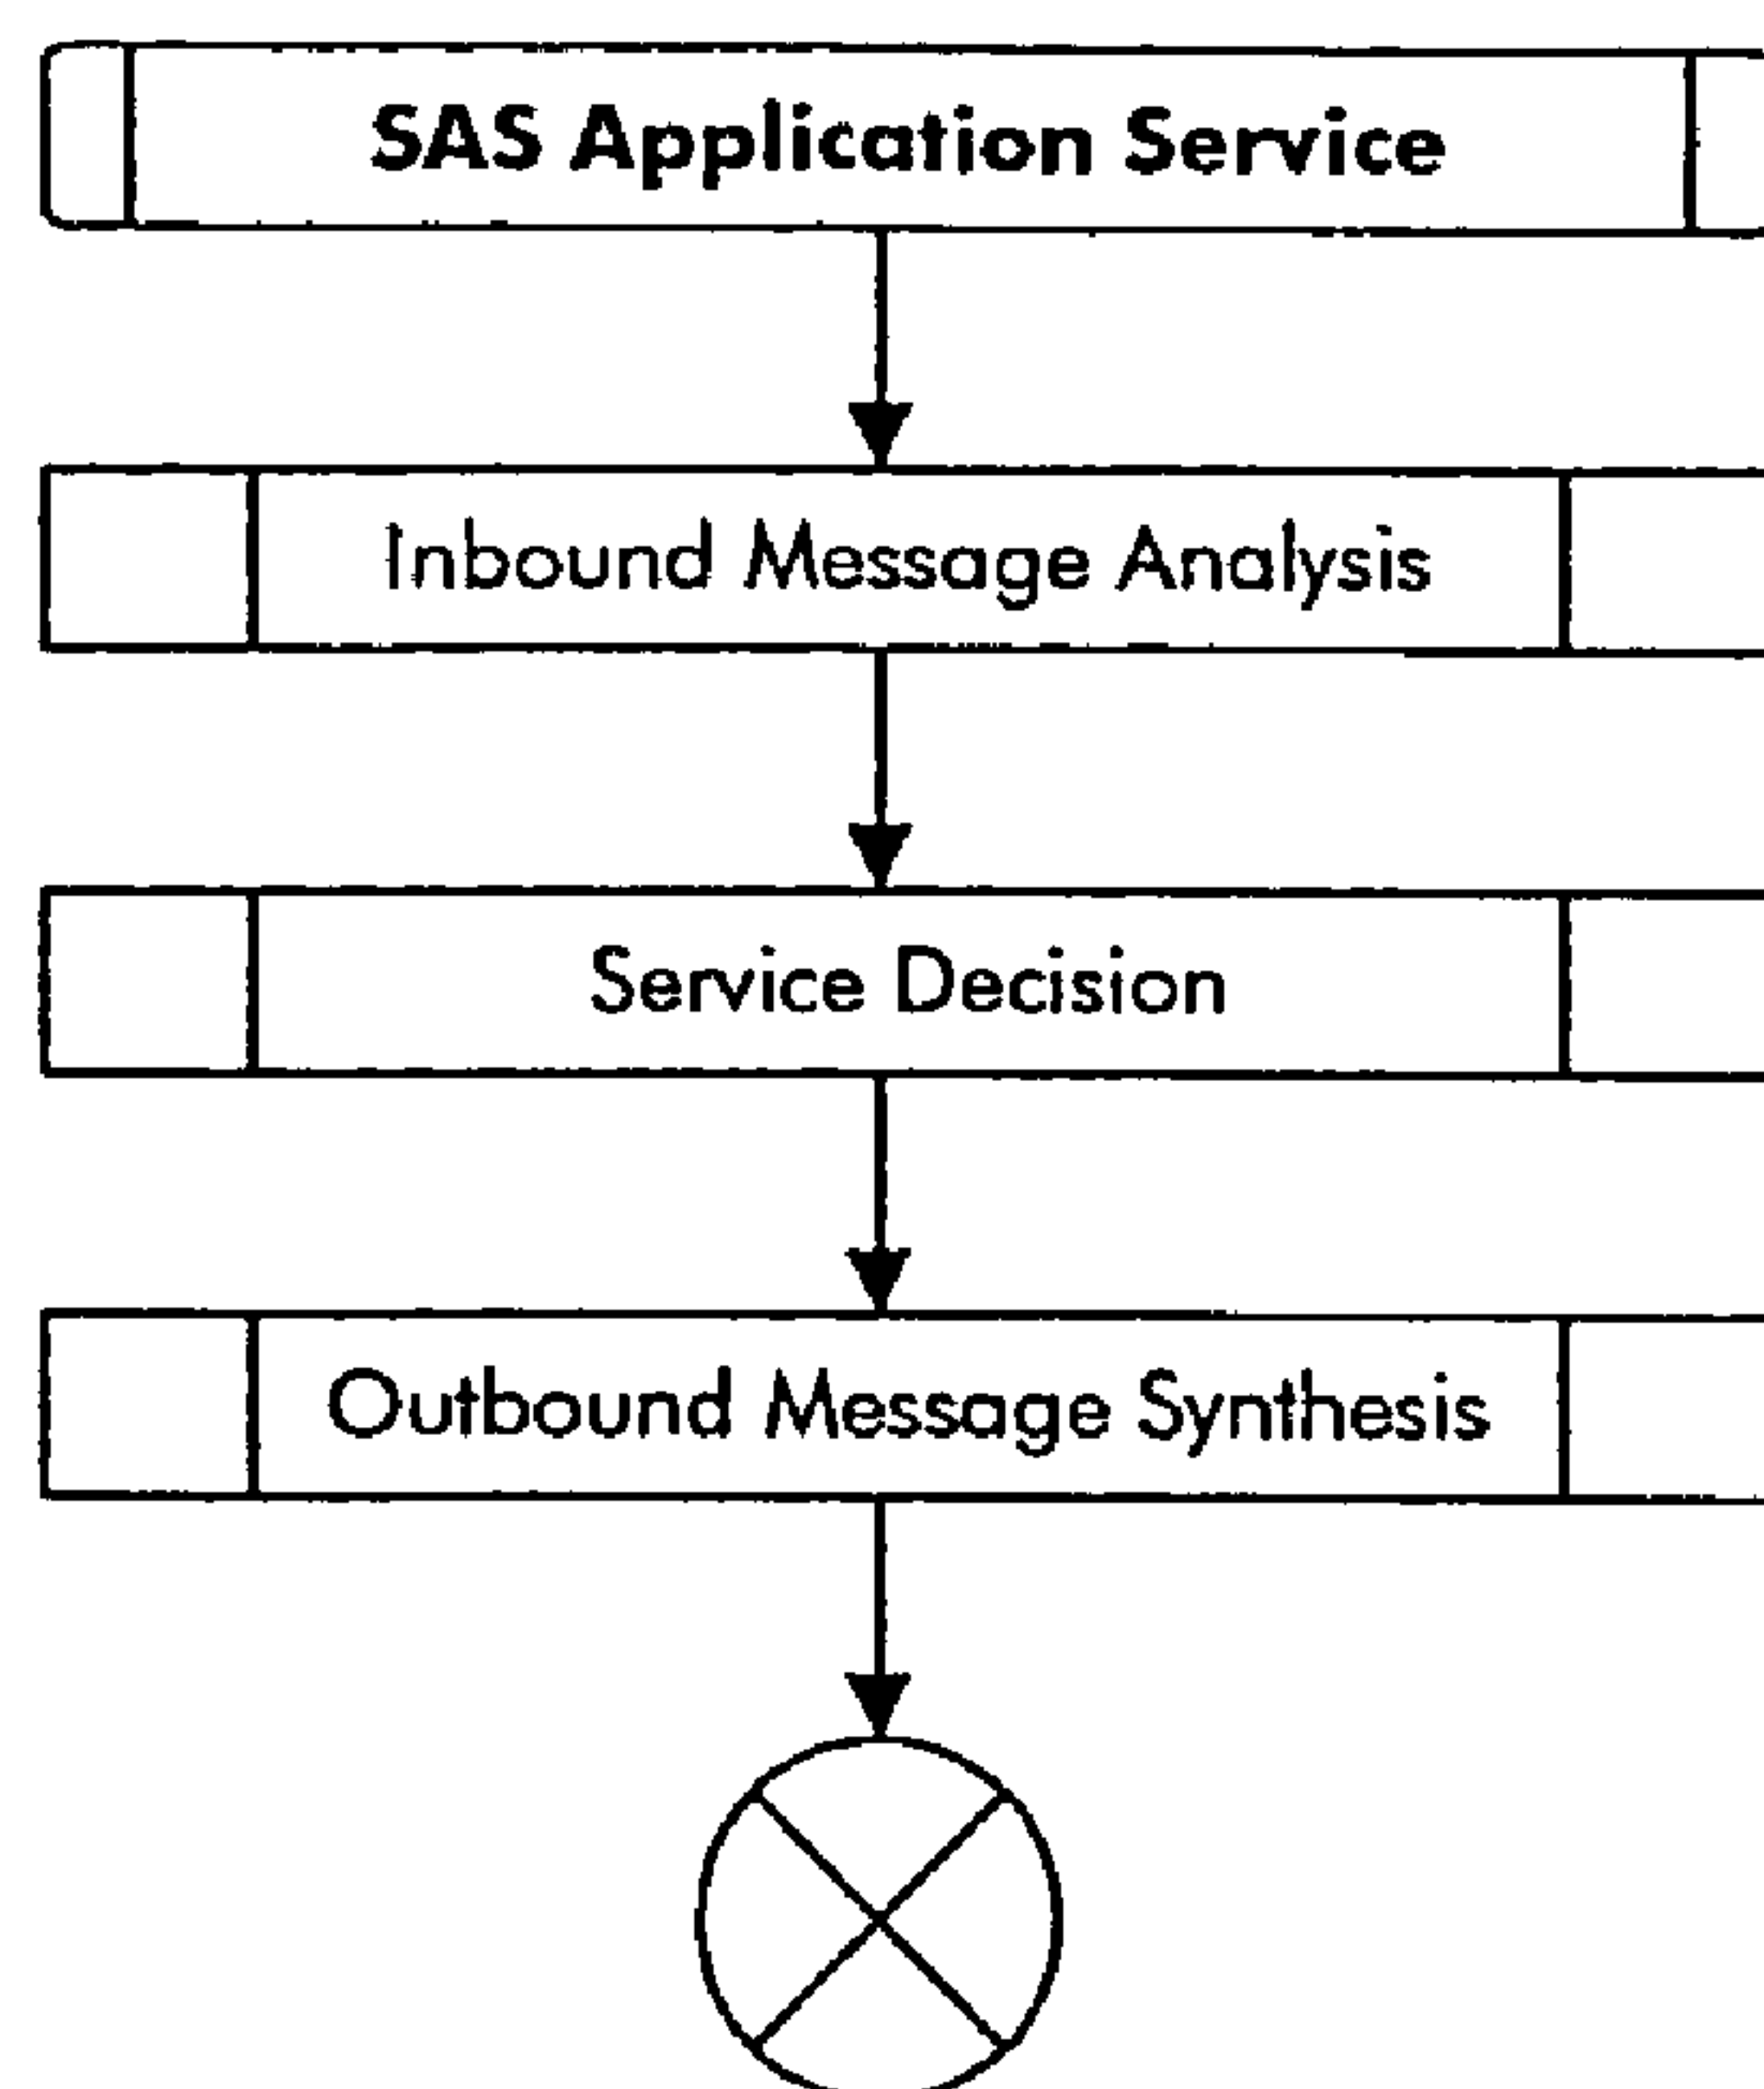 SAS Application Service
Inbound Message Analysis
Service Decision
Outbound Message Synthesis